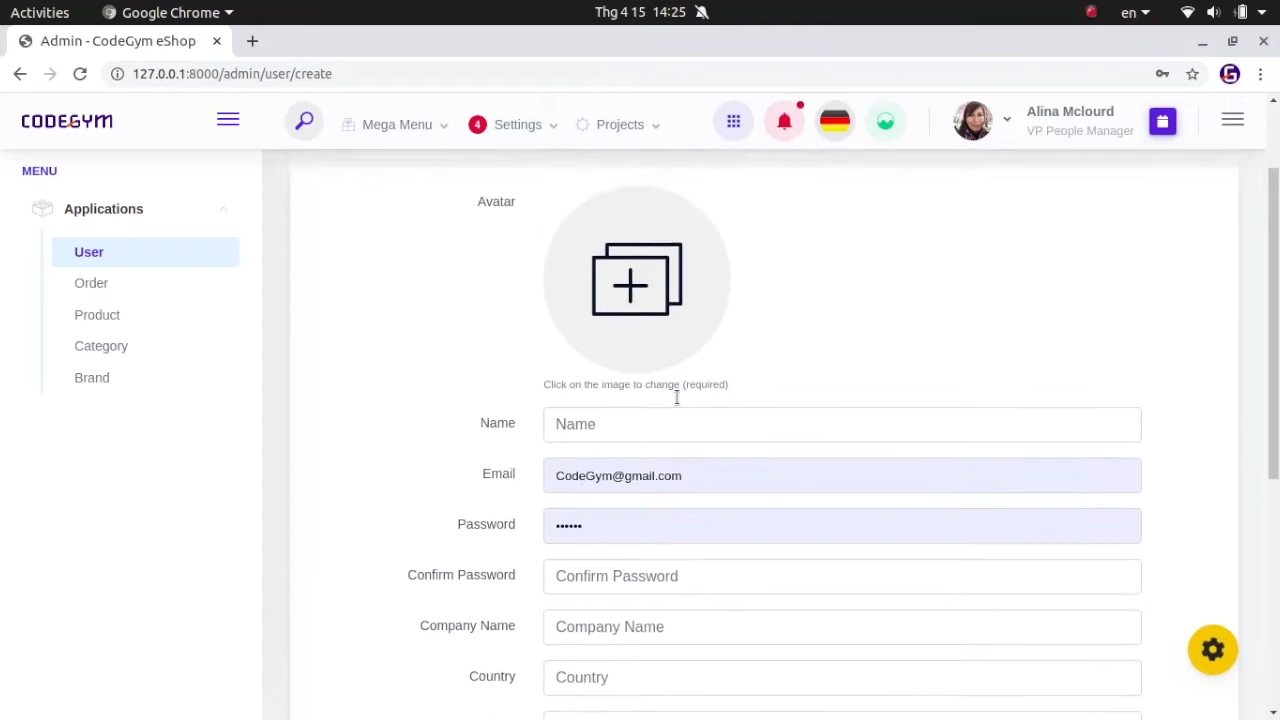 Activities Google Chrome Thg 4 15 14:25 en
Admin - CodeGym eShop
127.0.0.1:8000/admin/user/create
CODEGYM Mega Menu 4 Settings Projects Alina Mclourd
VP People Manager
MENU
Applications
User
Order
Product
Category
Brand
Avatar
Click on the image to change (required)
Name Name
Email CodeGym@gmail.com
Password ••••••
Confirm Password Confirm Password
Company Name Company Name
Country Country